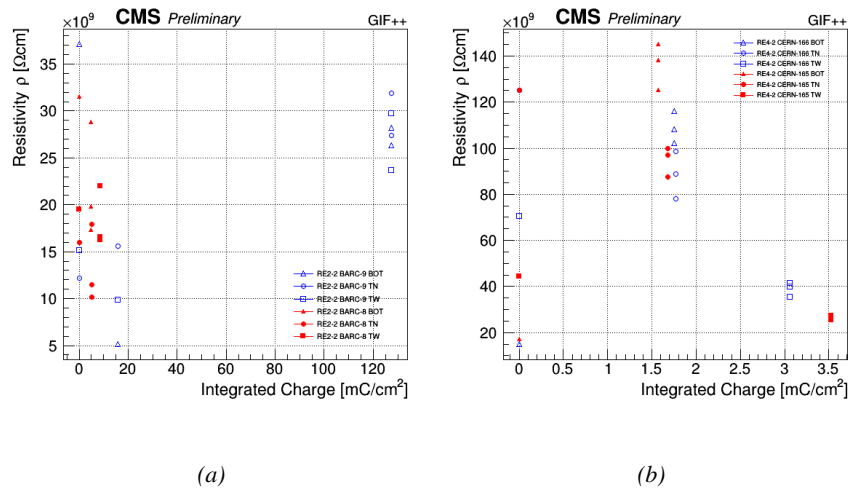 ×10⁹ CMS Preliminary GIF++
Resistivity ρ [Ωcm]
35
30
25
20
15
10
5
RE2-2 BARC-9 BOT
RE2-2 BARC-9 TN
RE2-2 BARC-9 TW
RE2-2 BARC-8 BOT
RE2-2 BARC-8 TN
RE2-2 BARC-8 TW
0 20 40 60 80 100 120
Integrated Charge [mC/cm²]
(a)
×10⁹ CMS Preliminary GIF++
Resistivity ρ [Ωcm]
140
120
100
80
60
40
20
RE4-2 CERN-166 BOT
RE4-2 CERN-166 TN
RE4-2 CERN-166 TW
RE4-2 CERN-165 BOT
RE4-2 CERN-165 TN
RE4-2 CERN-165 TW
0 0.5 1 1.5 2 2.5 3 3.5
Integrated Charge [mC/cm²]
(b)